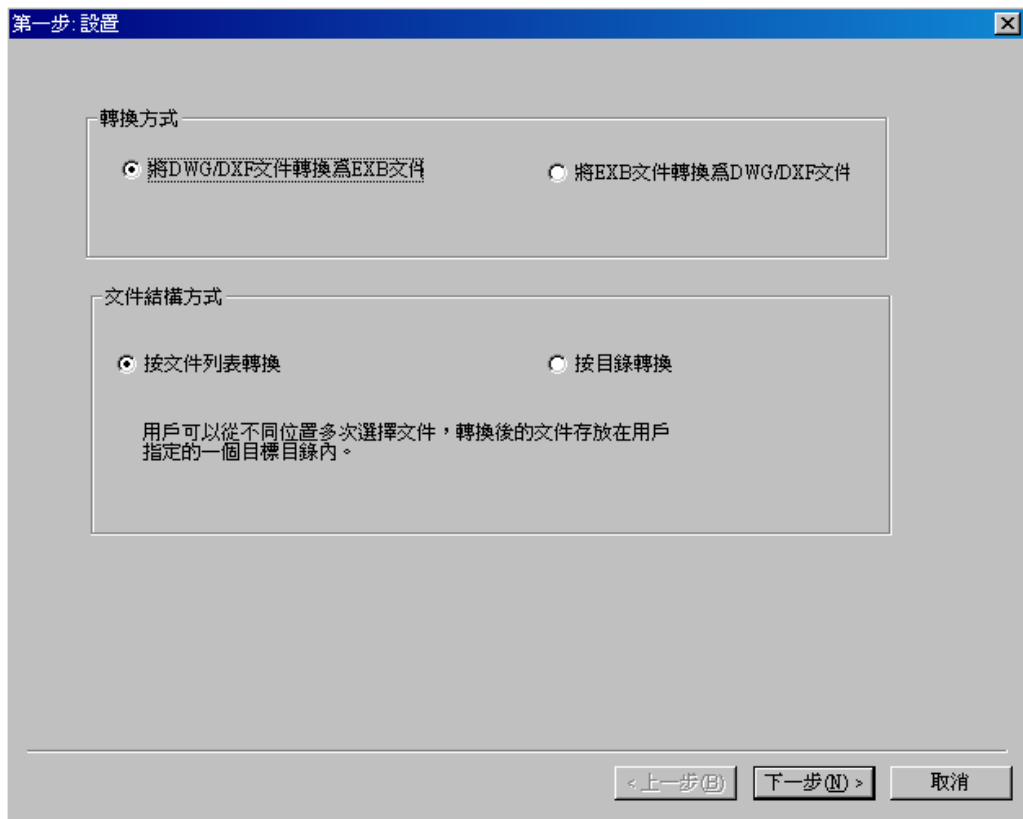 第一步: 設置
轉換方式
將DWG/DXF文件轉換爲EXB文件
將EXB文件轉換爲DWG/DXF文件
文件結構方式
按文件列表轉換
按目錄轉換
用戶可以從不同位置多次選擇文件，轉換後的文件存放在用戶
指定的一個目標目錄內。
<上一步(B)
下一步(N) >
取消